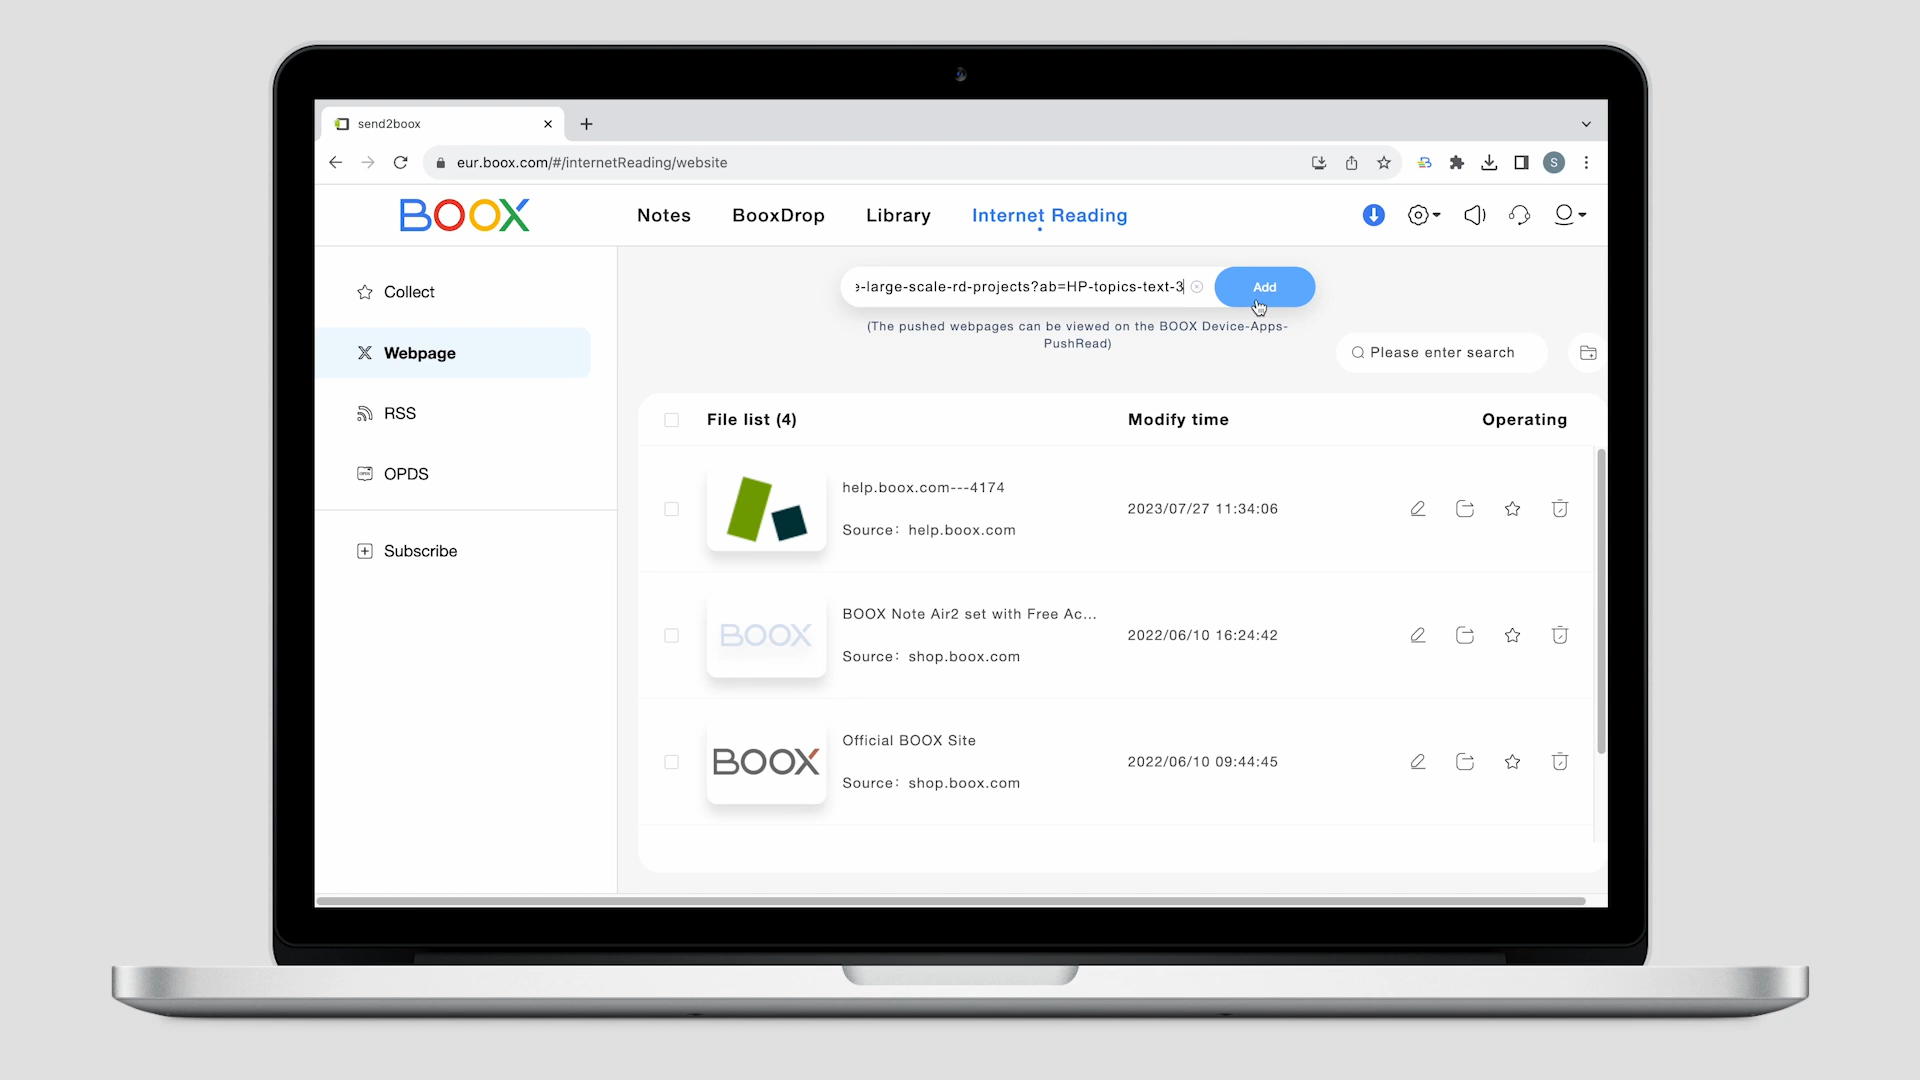 send2boox
eur.boox.com/#/internetReading/website
S
BOOX
Notes
BooxDrop
Library
Internet Reading
Collect
Webpage
RSS
OPDS
Subscribe
-large-scale-rd-projects?ab=HP-topics-text-3
Add
(The pushed webpages can be viewed on the BOOX Device-Apps-
PushRead)
Please enter search
File list (4)
Modify time
Operating
help.boox.com---4174
Source: help.boox.com
2023/07/27 11:34:06
BOOX
BOOX Note Air2 set with Free Ac...
Source: shop.boox.com
2022/06/10 16:24:42
BOOX
Official BOOX Site
Source: shop.boox.com
2022/06/10 09:44:45